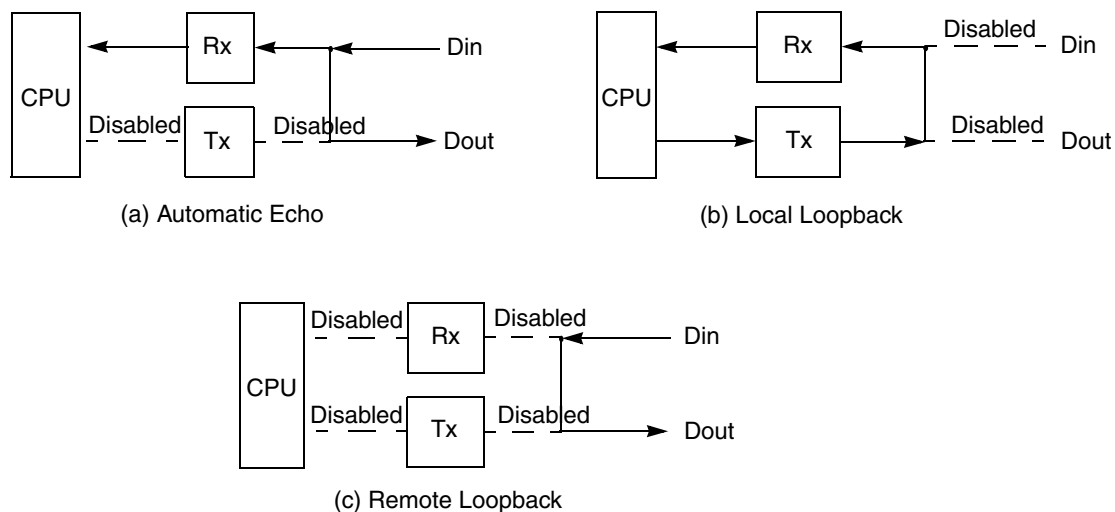 CPU
Rx
Din
Disabled
Tx
Disabled
Dout
(a) Automatic Echo
CPU
Rx
Disabled
Din
Tx
Disabled
Dout
(b) Local Loopback
CPU
Disabled
Rx
Disabled
Din
Disabled
Tx
Disabled
Dout
(c) Remote Loopback